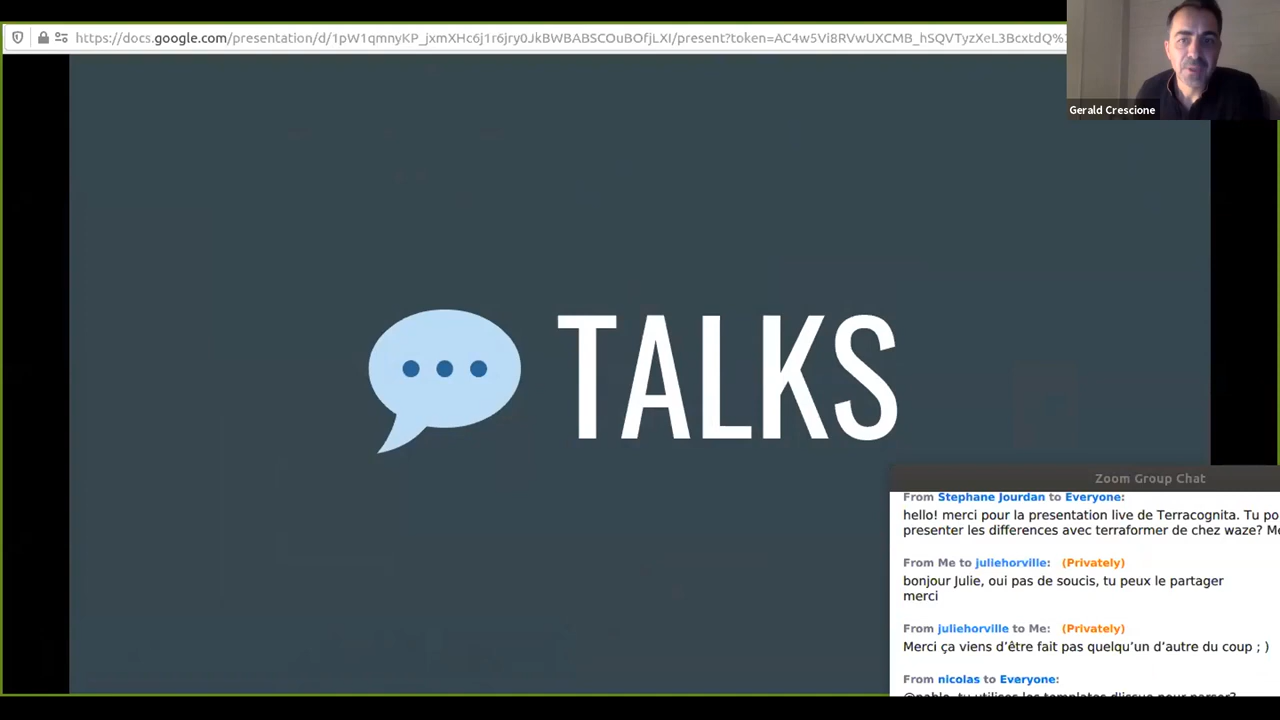 https://docs.google.com/presentation/d/1pW1qmnyKP_jxmXHc6j1r6jry0JkBWBABSCOuBOfjLXI/present?token=AC4w5Vi8RVwUXCMB_hSQVTyzXeL3BcxtdQ%
Gerald Crescione
TALKS
Zoom Group Chat
From Stephane Jourdan to Everyone:
hello! merci pour la presentation live de Terracognita. Tu po
presenter les differences avec terraformer de chez waze? M
From Me to juliehorville: (Privately)
bonjour Julie, oui pas de soucis, tu peux le partager
merci
From juliehorville to Me: (Privately)
Merci ça viens d’être fait pas quelqu’un d’autre du coup ; )
From nicolas to Everyone: